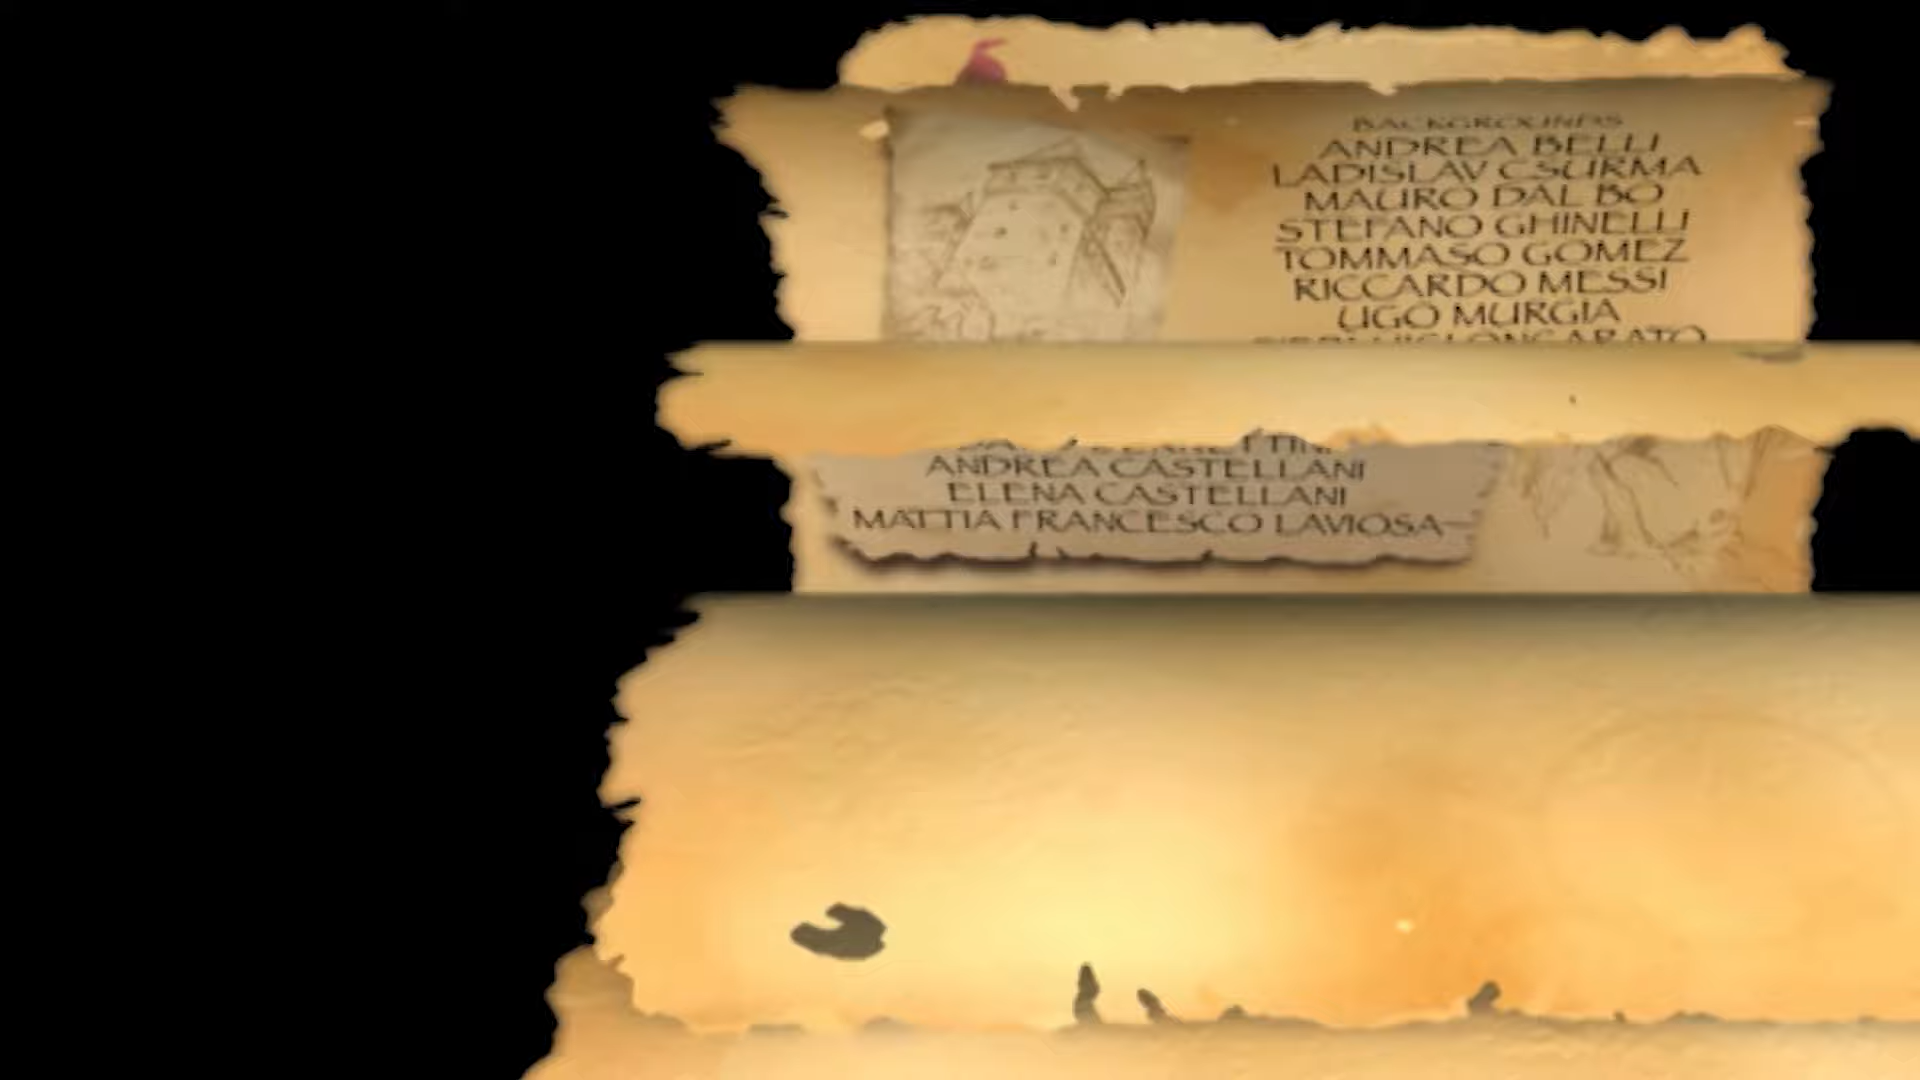 BACKGROUNDS
ANDREA BELLI
LADISLAV CSURMA
MAURO DAL BO
STEFANO GHINELLI
TOMMASO GOMEZ
RICCARDO MESSI
UGO MURGIA
ANDREA CASTELLANI
ELENA CASTELLANI
MATTIA FRANCESCO LAVIOSA